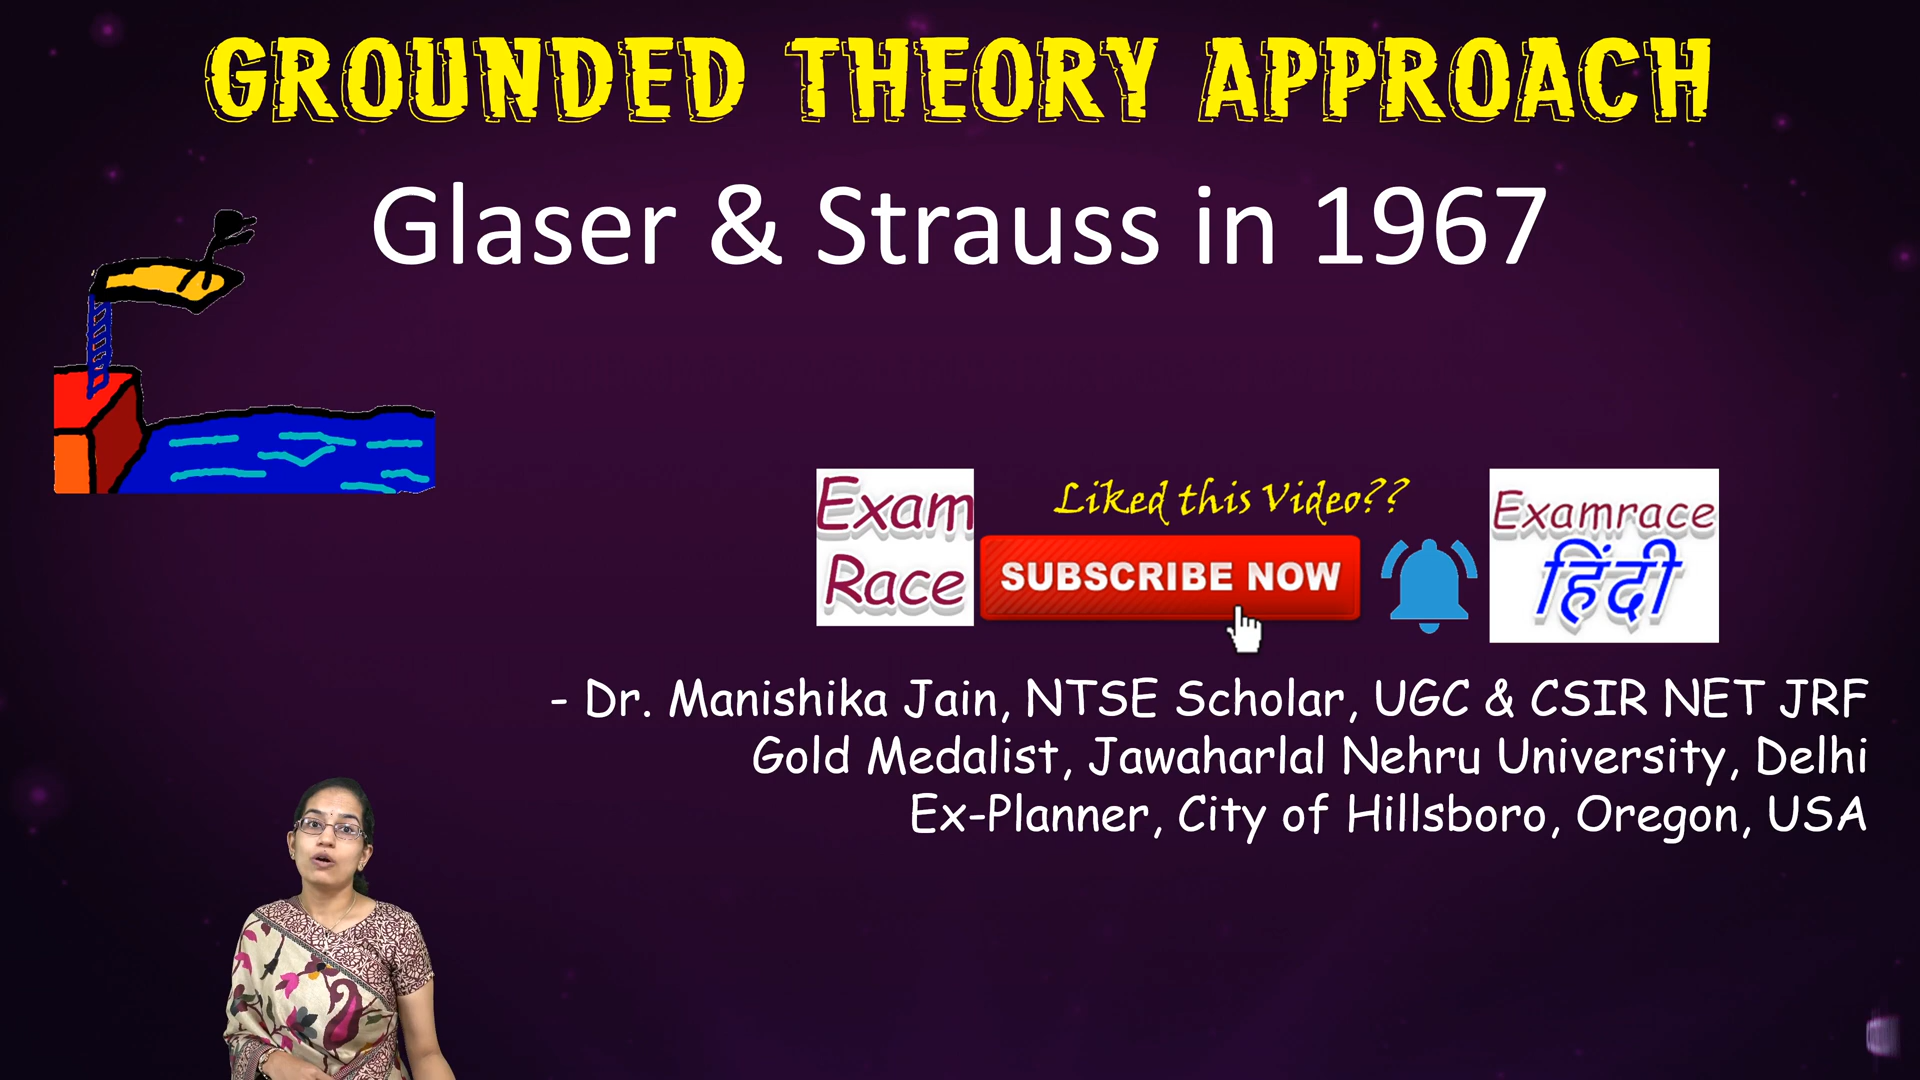 GROUNDED THEORY APPROACH
Glaser & Strauss in 1967
Exam
Race
Liked this Video??
SUBSCRIBE NOW
Examrace
हिंदी
- Dr. Manishika Jain, NTSE Scholar, UGC & CSIR NET JRF
Gold Medalist, Jawaharlal Nehru University, Delhi
Ex-Planner, City of Hillsboro, Oregon, USA